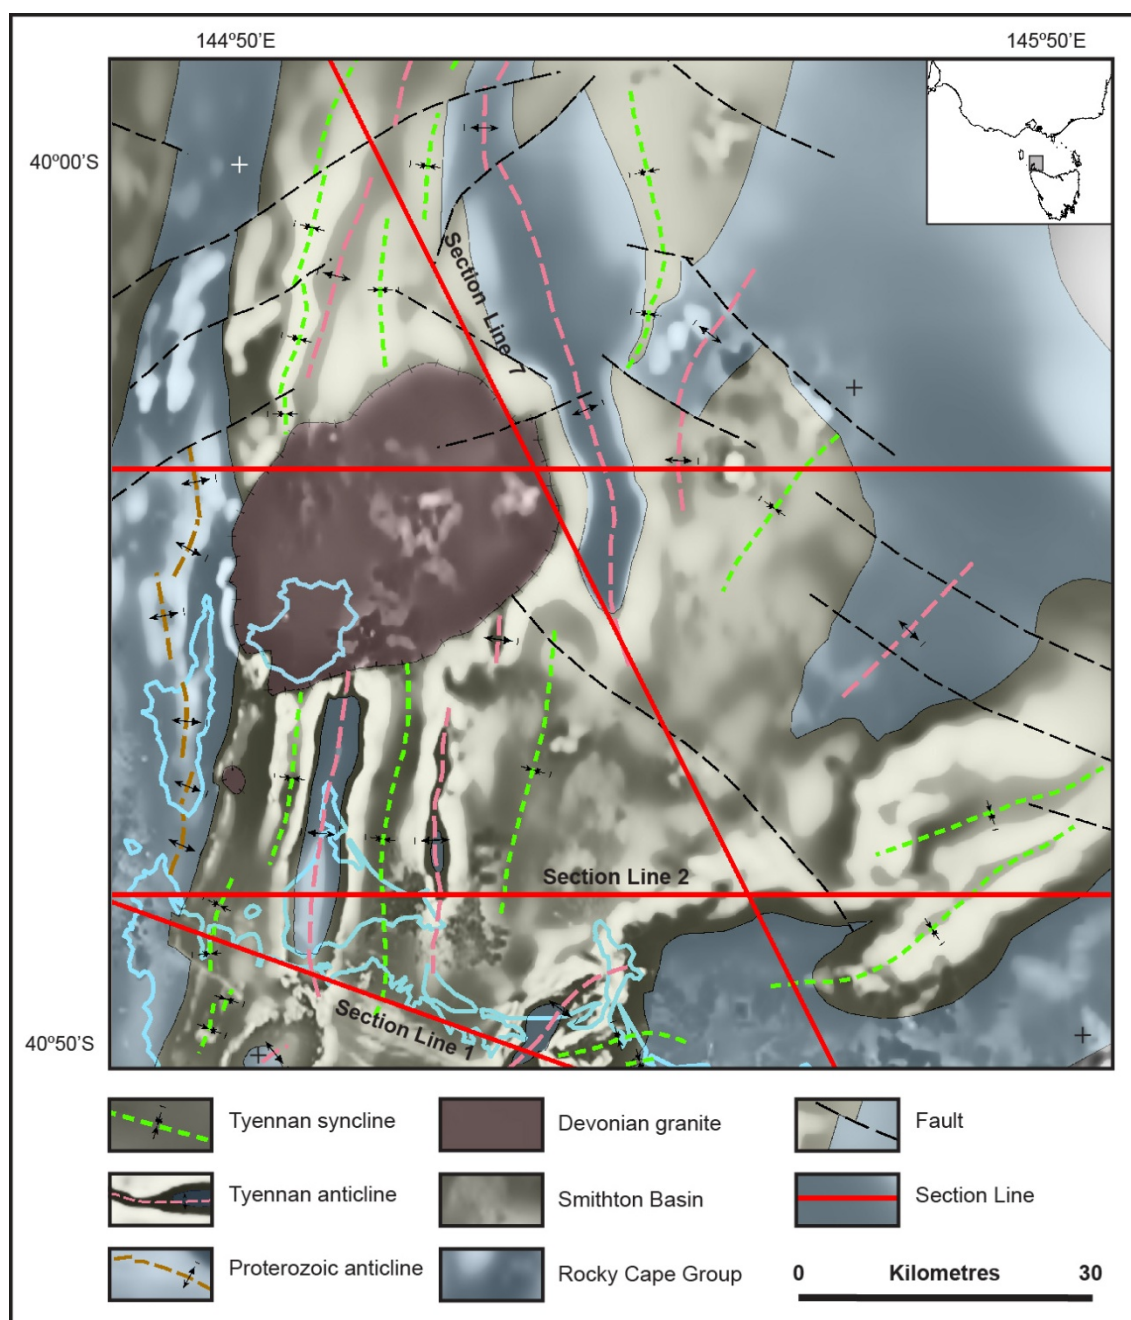 144º50'E
145º50'E
40º00'S
Section Line 7
Section Line 2
Section Line 1
40º50'S
Tyennan syncline
Devonian granite
Fault
Tyennan anticline
Smithton Basin
Section Line
Proterozoic anticline
Rocky Cape Group
0 Kilometres 30